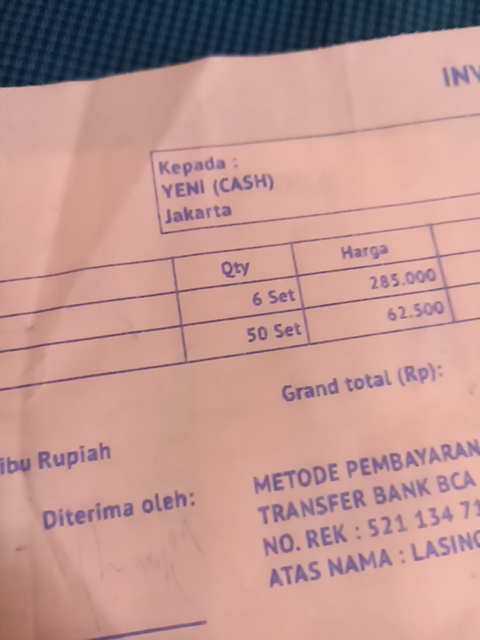 INV
Kepada :
YENI (CASH)
Jakarta
Qty Harga
6 Set 285.000
50 Set 62.500
Grand total (Rp):
ibu Rupiah
Diterima oleh:
METODE PEMBAYARAN
TRANSFER BANK BCA
NO. REK : 521 134 71
ATAS NAMA : LASINO